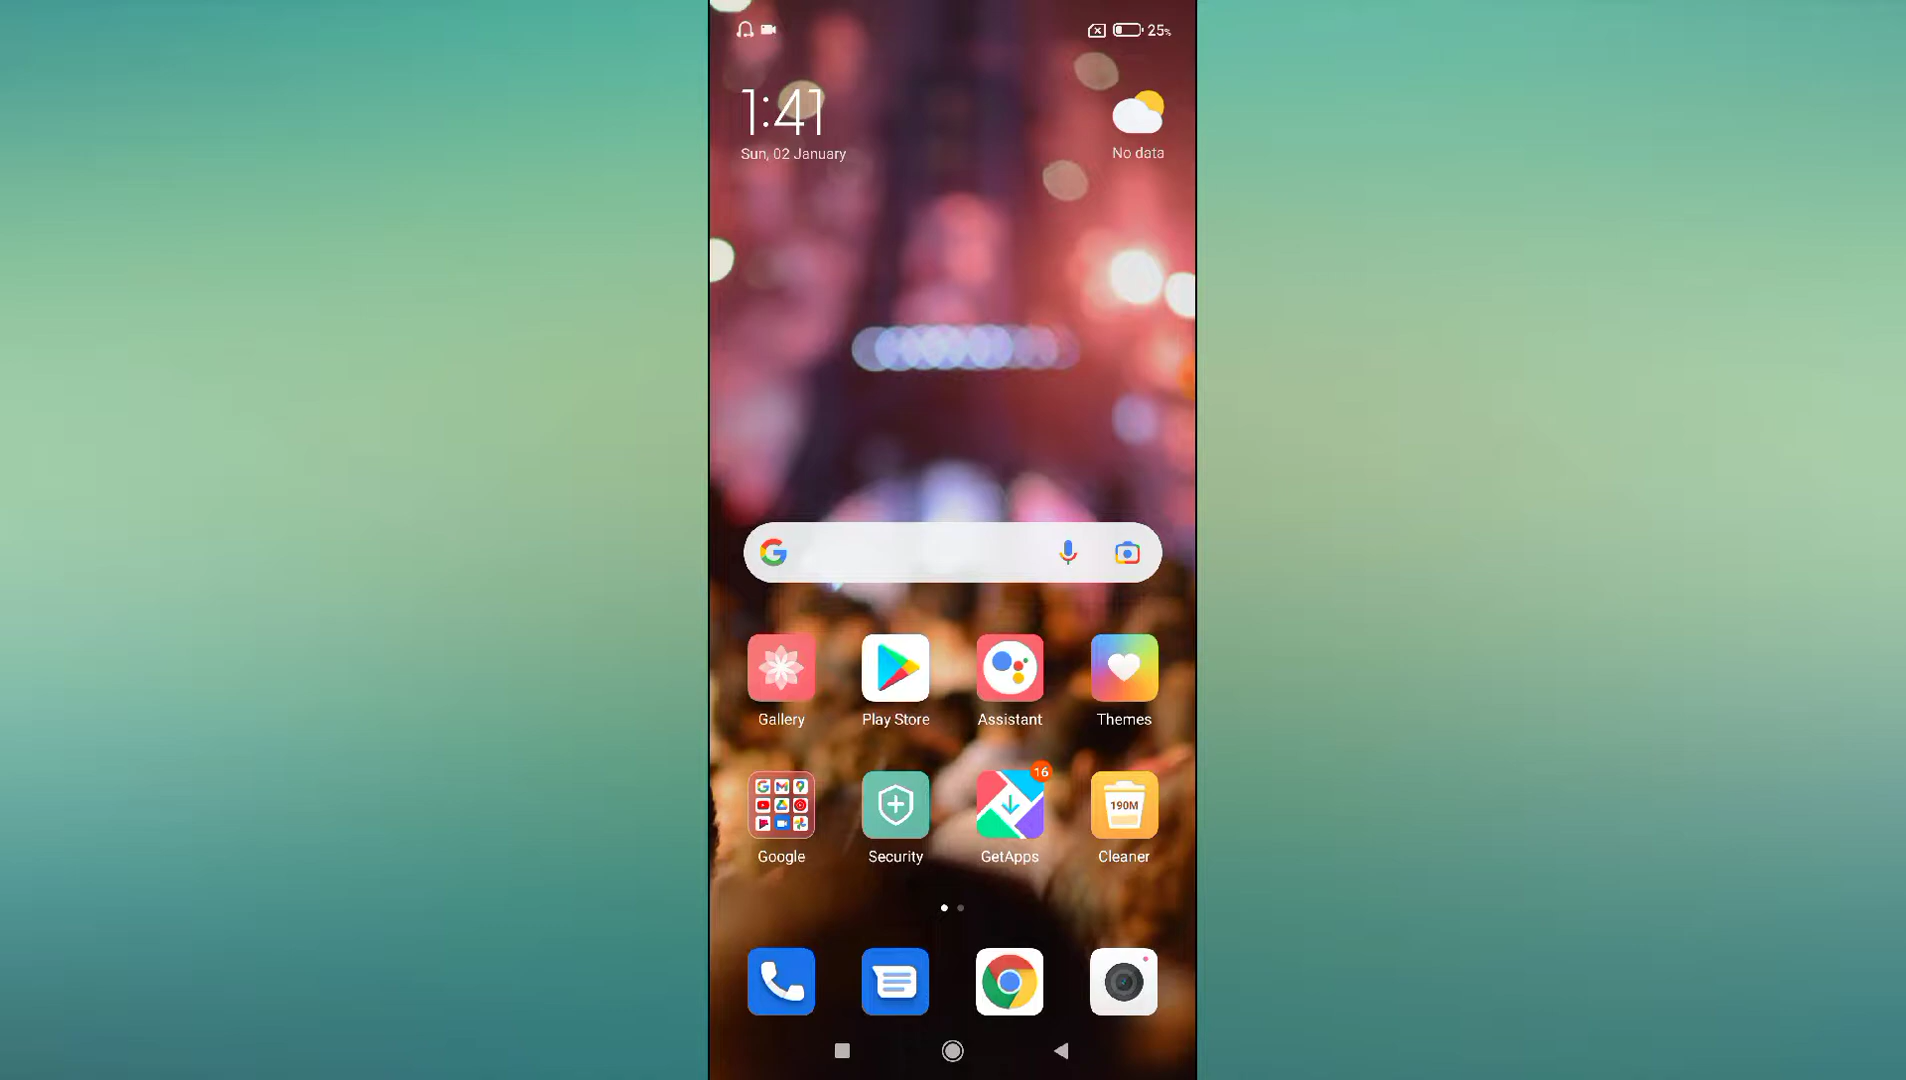 25%
1:41
Sun, 02 January
No data
Gallery
Play Store
Assistant
Themes
16
190M
Google
Security
GetApps
Cleaner